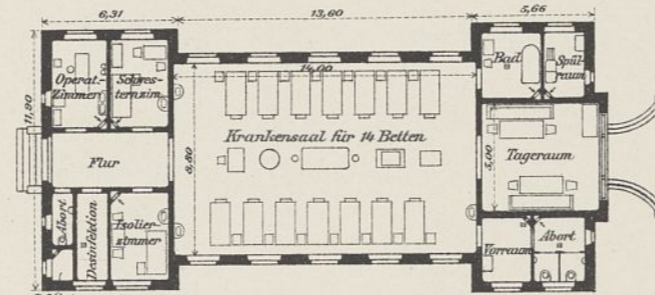 6,31
13,60
5,66
11,90
14,00
Operat.-
Zimmer
Schwes-
ternzim.
Bad
Spül-
raum
8,80
Krankensaal für 14 Betten
5,00
Tageraum
Flur
Abort
Desinfektion
Isolier-
zimmer
Vorraum
Abort